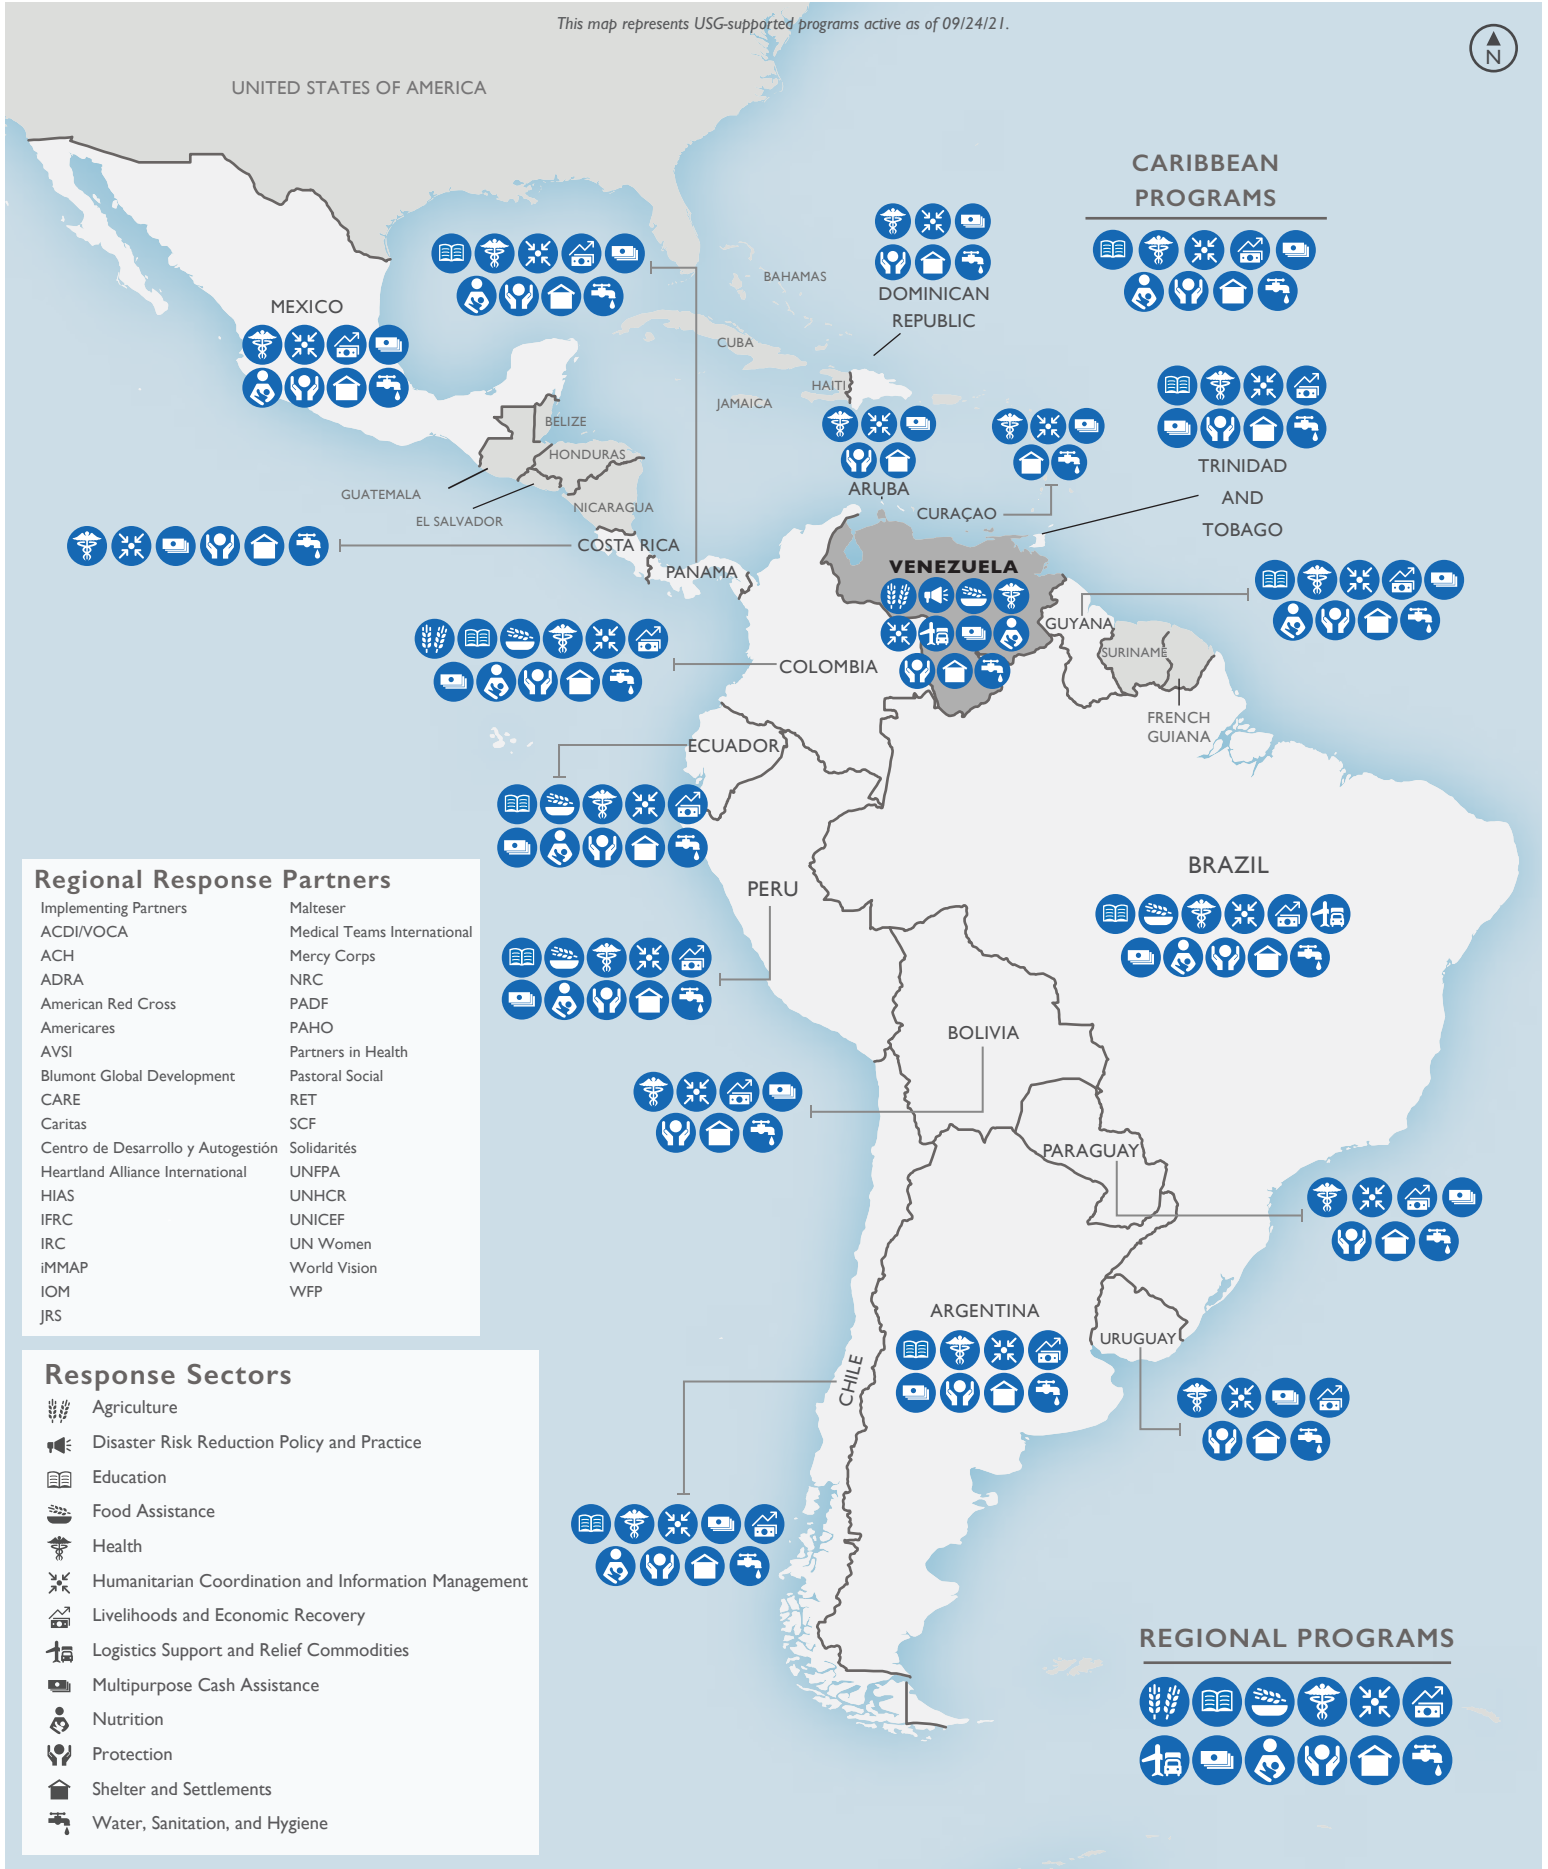 This map represents USG-supported programs active as of 09/24/21.
N
UNITED STATES OF AMERICA
CARIBBEAN
PROGRAMS
MEXICO
BAHAMAS
DOMINICAN
REPUBLIC
CUBA
HAITI
JAMAICA
BELIZE
HONDURAS
GUATEMALA
EL SALVADOR
NICARAGUA
COSTA RICA
PANAMA
ARUBA
CURAÇAO
TRINIDAD
AND
TOBAGO
VENEZUELA
GUYANA
SURINAME
FRENCH
GUIANA
COLOMBIA
ECUADOR
PERU
BRAZIL
BOLIVIA
PARAGUAY
ARGENTINA
URUGUAY
CHILE
Regional Response Partners
Implementing Partners
ACDI/VOCA
ACH
ADRA
American Red Cross
Americares
AVSI
Blumont Global Development
CARE
Caritas
Centro de Desarrollo y Autogestión
Heartland Alliance International
HIAS
IFRC
IRC
iMMAP
IOM
JRS
Malteser
Medical Teams International
Mercy Corps
NRC
PADF
PAHO
Partners in Health
Pastoral Social
RET
SCF
Solidarités
UNFPA
UNHCR
UNICEF
UN Women
World Vision
WFP
Response Sectors
Agriculture
Disaster Risk Reduction Policy and Practice
Education
Food Assistance
Health
Humanitarian Coordination and Information Management
Livelihoods and Economic Recovery
Logistics Support and Relief Commodities
Multipurpose Cash Assistance
Nutrition
Protection
Shelter and Settlements
Water, Sanitation, and Hygiene
REGIONAL PROGRAMS